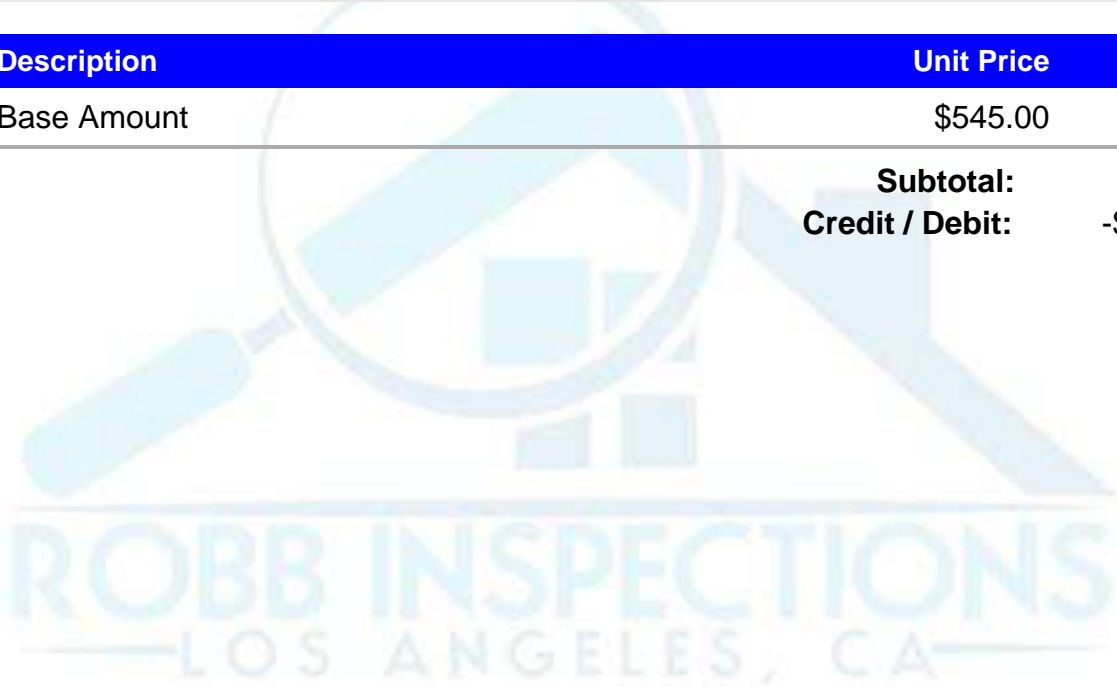 Description Unit Price
Base Amount $545.00
Subtotal:
Credit / Debit: -$
ROBB INSPECTIONS
LOS ANGELES, CA